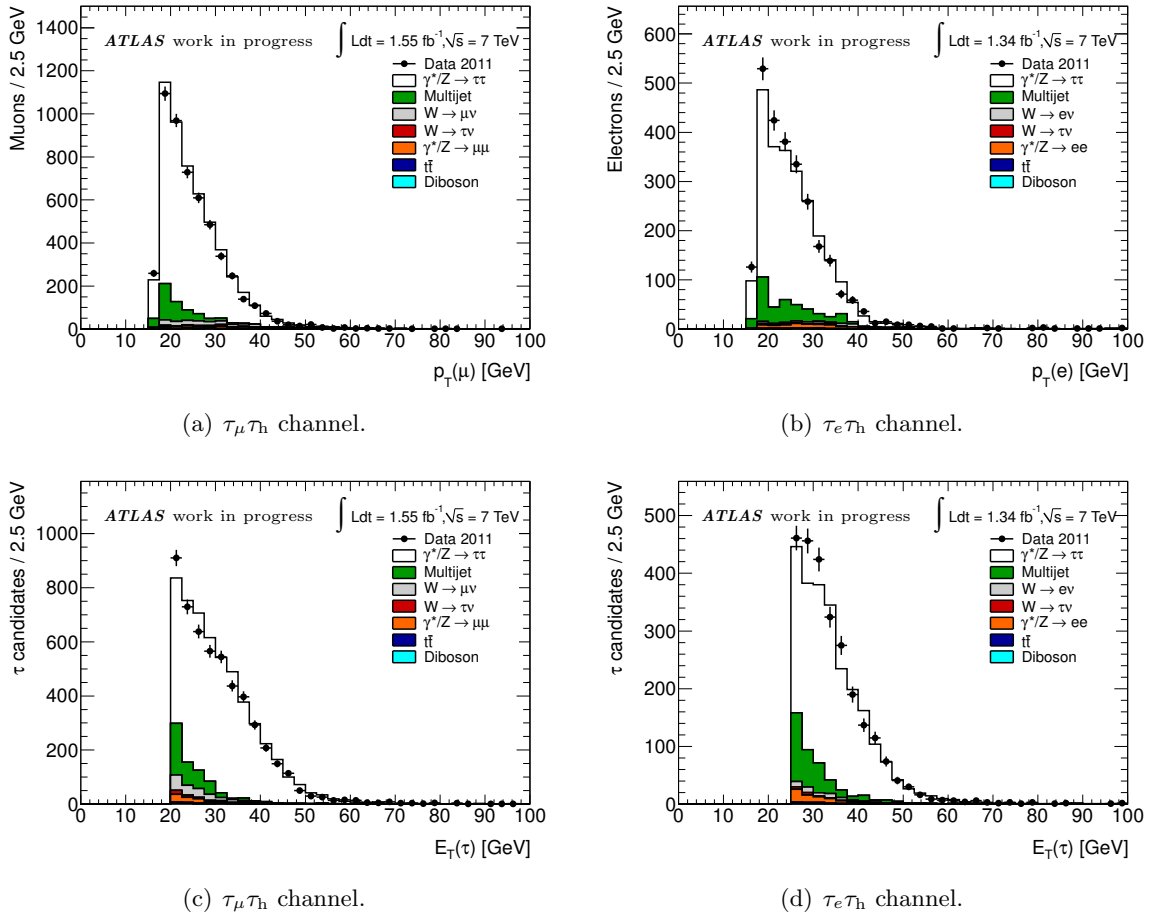 Muons / 2.5 GeV
1400
1200
1000
800
600
400
200
0
ATLAS work in progress
∫ Ldt = 1.55 fb⁻¹,√s = 7 TeV
Data 2011
γ*/Z → ττ
Multijet
W → μν
W → τν
γ*/Z → μμ
tt̄
Diboson
0 10 20 30 40 50 60 70 80 90 100
p_T(μ) [GeV]
(a) τ_μτ_h channel.
Electrons / 2.5 GeV
600
500
400
300
200
100
0
ATLAS work in progress
∫ Ldt = 1.34 fb⁻¹,√s = 7 TeV
Data 2011
γ*/Z → ττ
Multijet
W → eν
W → τν
γ*/Z → ee
tt̄
Diboson
0 10 20 30 40 50 60 70 80 90 100
p_T(e) [GeV]
(b) τ_eτ_h channel.
τ candidates / 2.5 GeV
1000
800
600
400
200
0
ATLAS work in progress
∫ Ldt = 1.55 fb⁻¹,√s = 7 TeV
Data 2011
γ*/Z → ττ
Multijet
W → μν
W → τν
γ*/Z → μμ
tt̄
Diboson
0 10 20 30 40 50 60 70 80 90 100
E_T(τ) [GeV]
(c) τ_μτ_h channel.
τ candidates / 2.5 GeV
500
400
300
200
100
0
ATLAS work in progress
∫ Ldt = 1.34 fb⁻¹,√s = 7 TeV
Data 2011
γ*/Z → ττ
Multijet
W → eν
W → τν
γ*/Z → ee
tt̄
Diboson
0 10 20 30 40 50 60 70 80 90 100
E_T(τ) [GeV]
(d) τ_eτ_h channel.